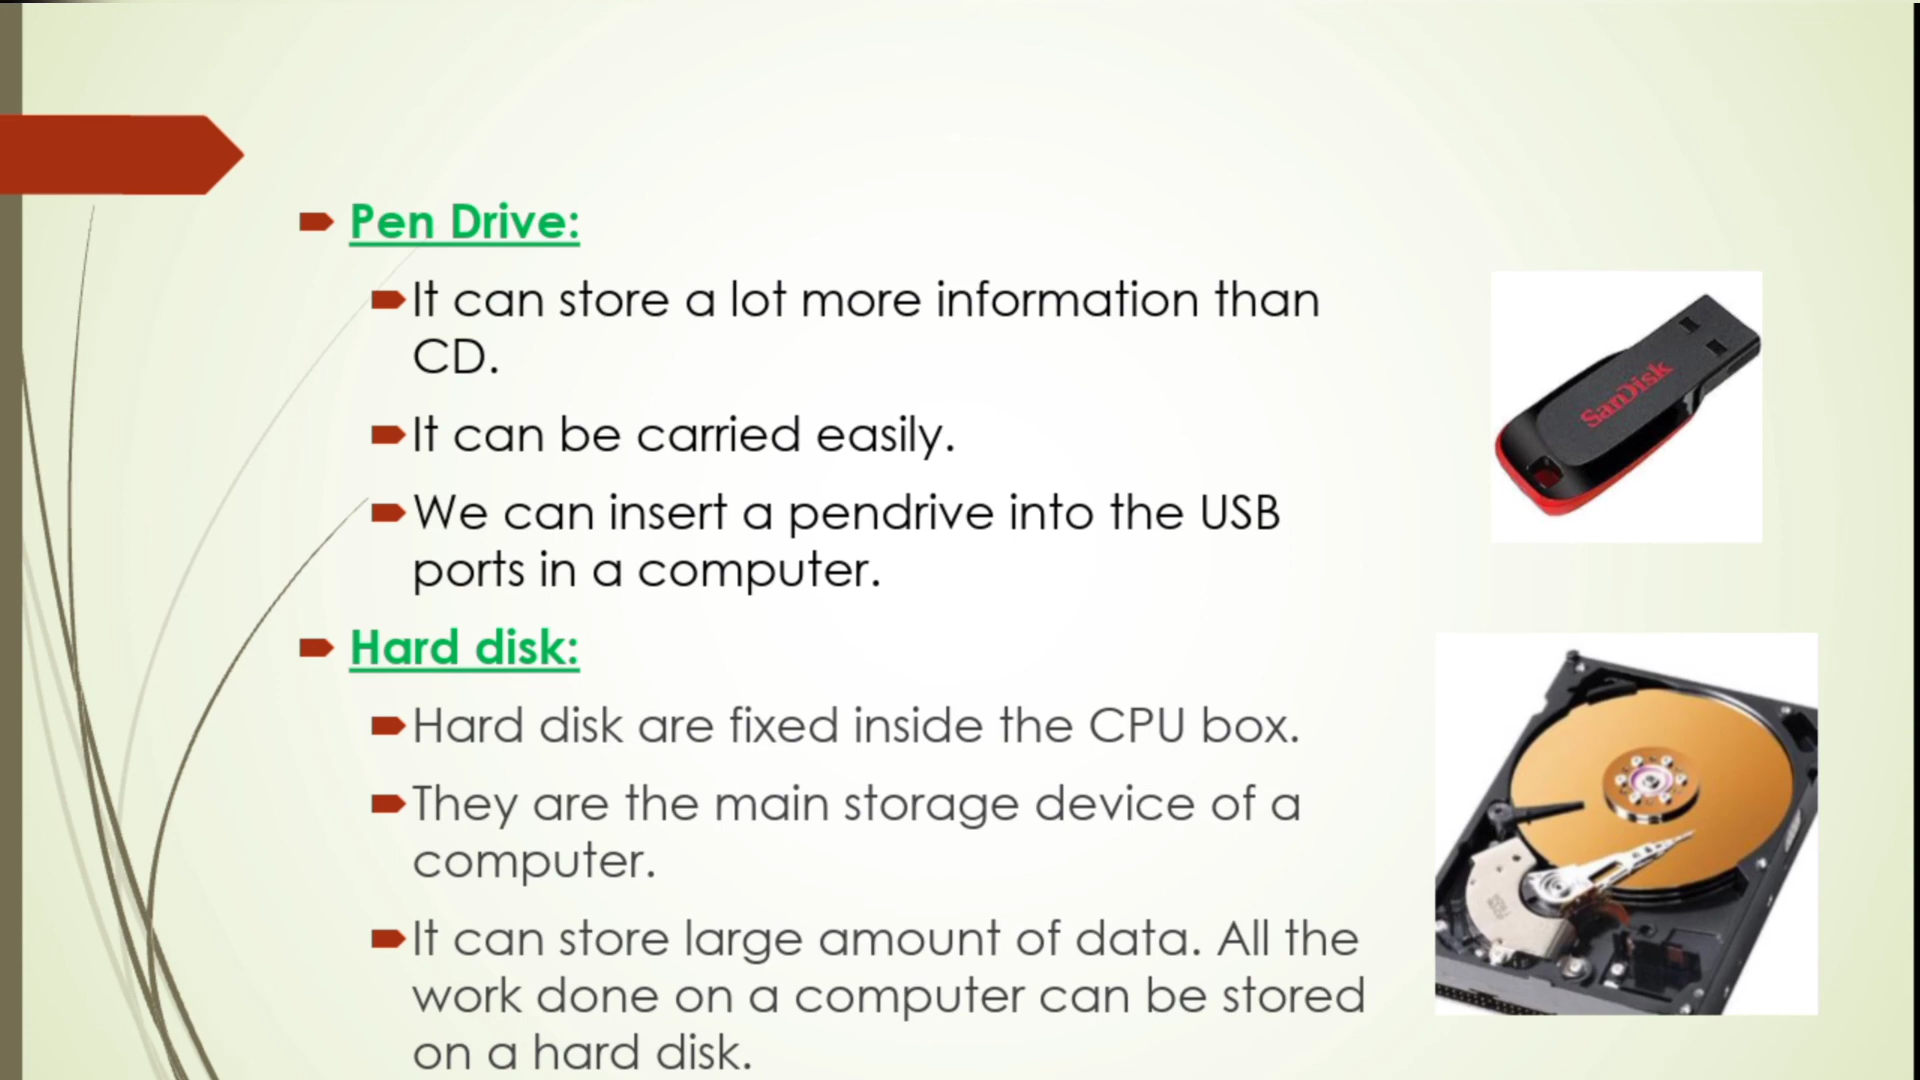 Pen Drive:
It can store a lot more information than
CD.
It can be carried easily.
We can insert a pendrive into the USB
ports in a computer.
SanDisk
Hard disk:
Hard disk are fixed inside the CPU box.
They are the main storage device of a
computer.
It can store large amount of data. All the
work done on a computer can be stored
on a hard disk.